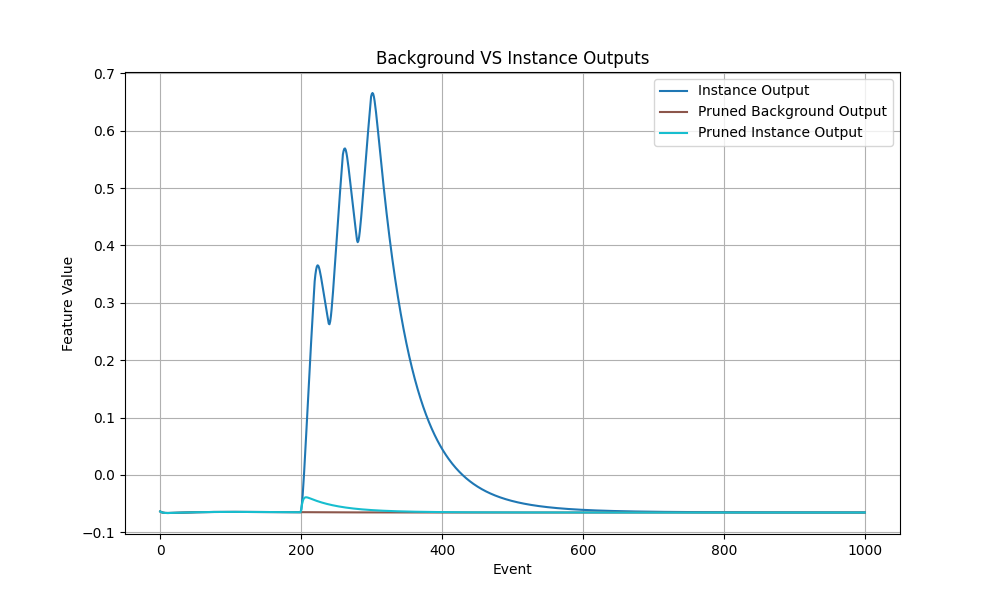 Background VS Instance Outputs
Instance Output
Pruned Background Output
Pruned Instance Output
Feature Value
0.7
0.6
0.5
0.4
0.3
0.2
0.1
0.0
−0.1
0 200 400 600 800 1000
Event